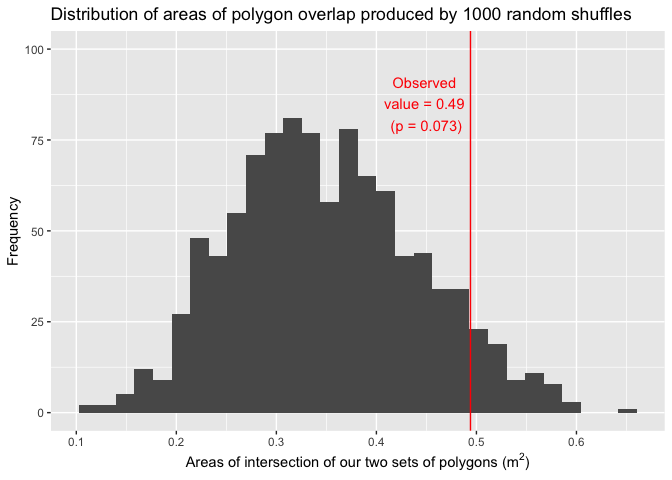 Distribution of areas of polygon overlap produced by 1000 random shuffles
100
75
50
25
0
Frequency
Observed
value = 0.49
(p = 0.073)
0.1
0.2
0.3
0.4
0.5
0.6
Areas of intersection of our two sets of polygons (m²)